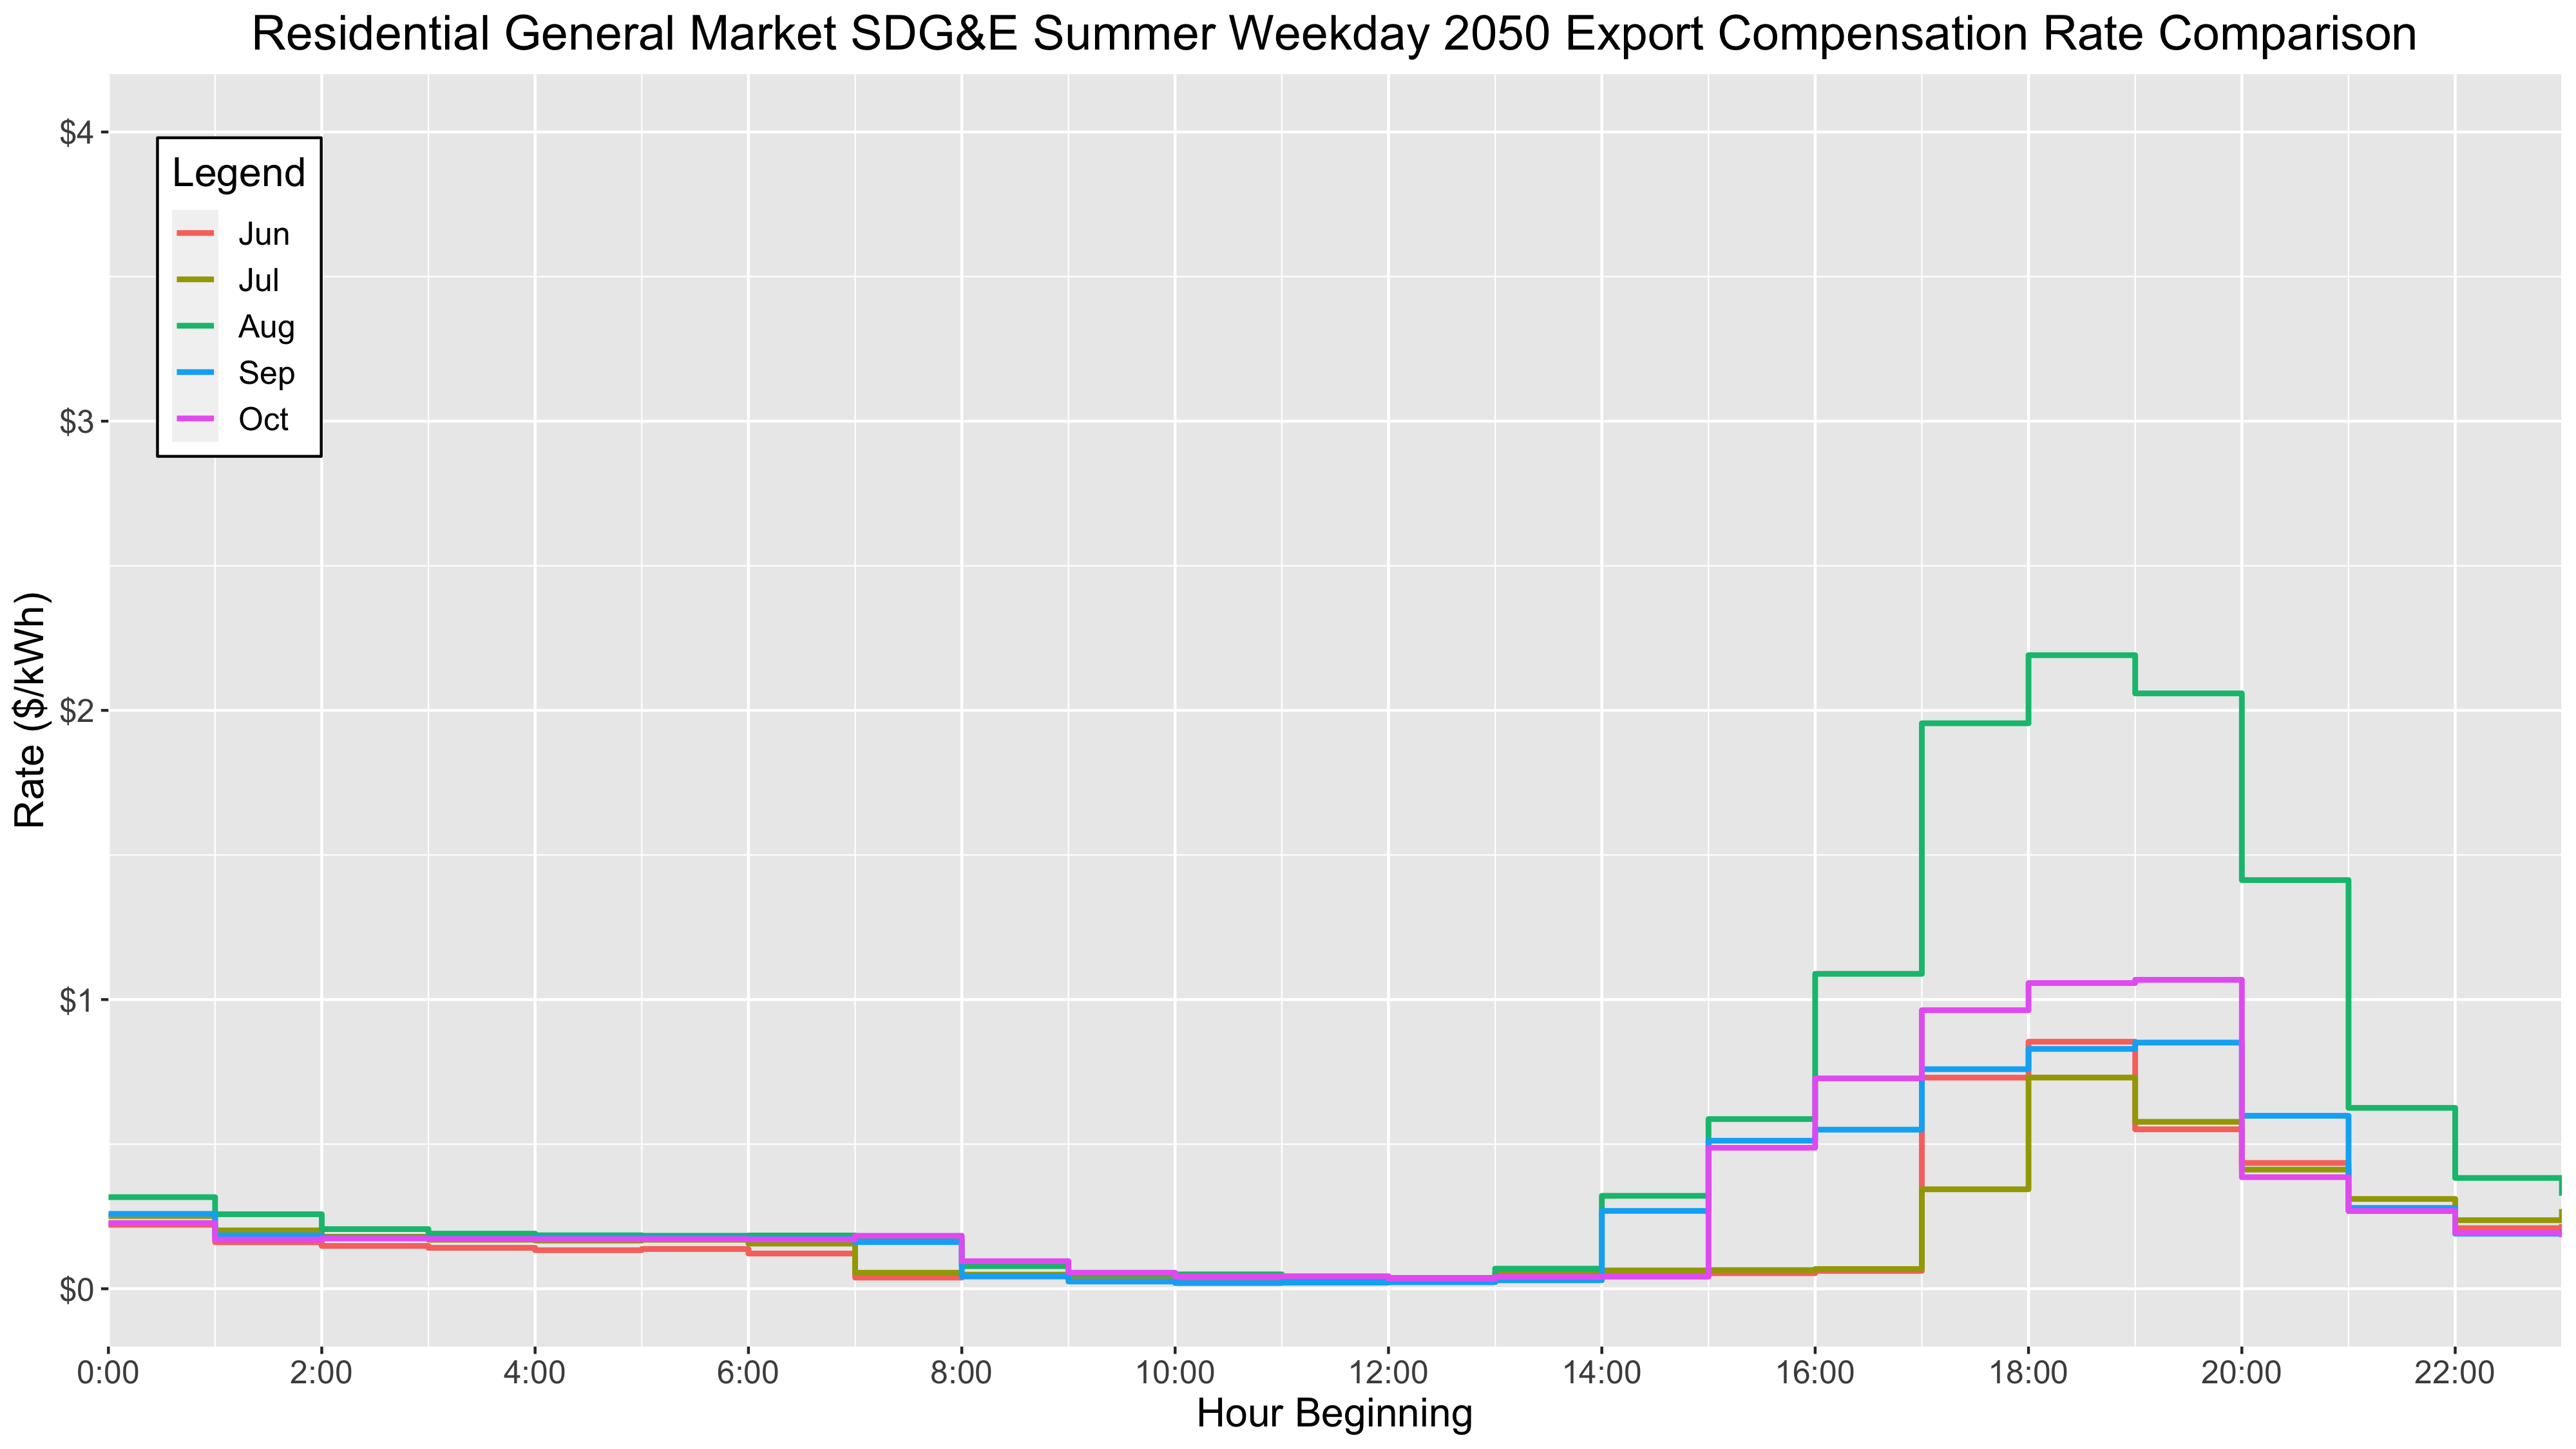 Residential General Market SDG&E Summer Weekday 2050 Export Compensation Rate Comparison
$4
$3
$2
$1
$0
Rate ($/kWh)
Legend
Jun
Jul
Aug
Sep
Oct
0:00 2:00 4:00 6:00 8:00 10:00 12:00 14:00 16:00 18:00 20:00 22:00
Hour Beginning